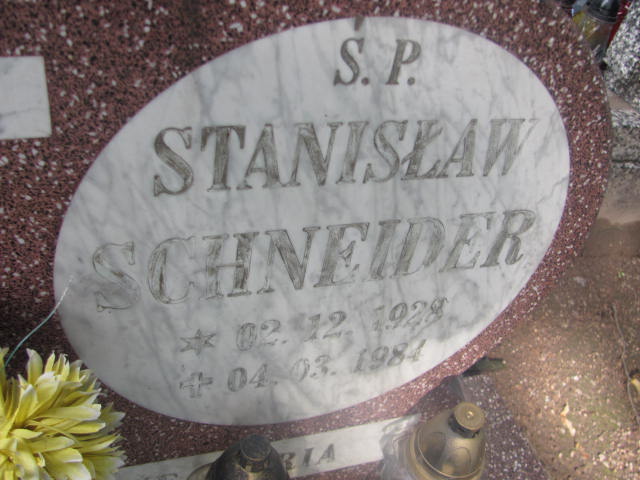 S. P.
STANISŁAW
SCHNEIDER
☆ 02. 12. 1928
✝ 04. 03. 1984